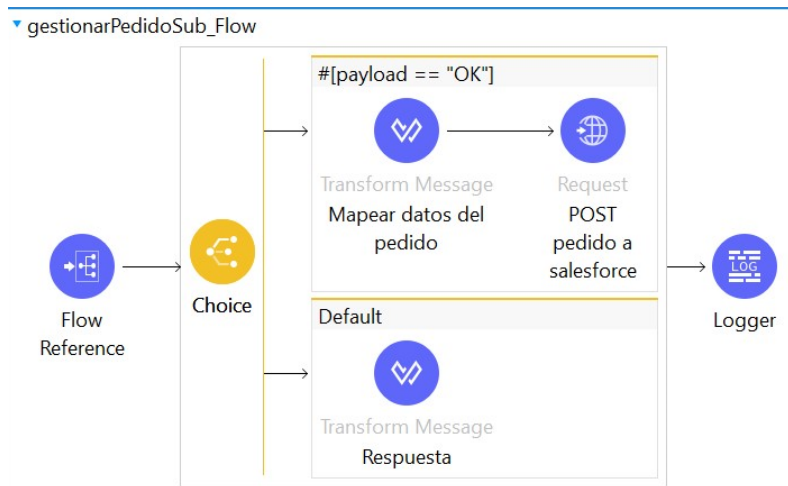 gestionarPedidoSub_Flow
#[payload == "OK"]
Transform Message
Mapear datos del
pedido
Request
POST
pedido a
salesforce
Flow
Reference
Choice
LOG
Logger
Default
Transform Message
Respuesta